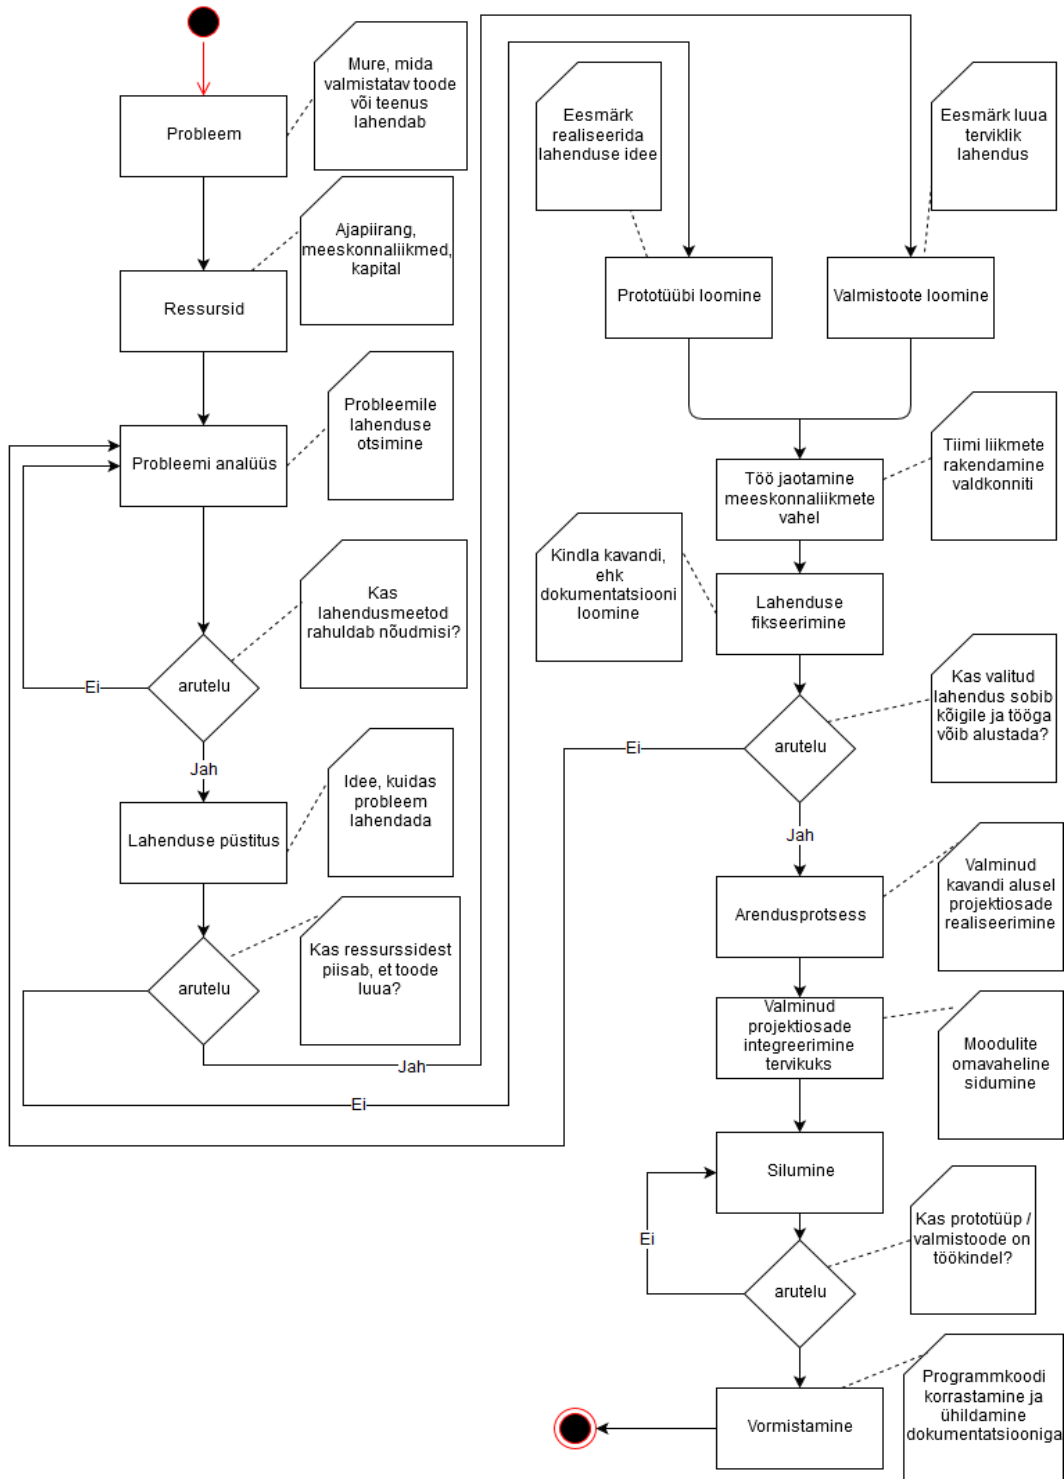 Probleem
Mure, mida
valmistatav toode
või teenus
lahendab
Ressursid
Ajapiirang,
meeskonnaliikmed,
kapital
Probleemi analüüs
Probleemile
lahenduse
otsimine
arutelu
Kas
lahendusmeetod
rahuldab nõudmisi?
Ei
Jah
Lahenduse püstitus
Idee, kuidas
probleem
lahendada
arutelu
Kas ressurssidest
piisab, et toode
luua?
Jah
Ei
Eesmärk
realiseerida
lahenduse idee
Prototüübi loomine
Eesmärk luua
terviklik
lahendus
Valmistoote loomine
Töö jaotamine
meeskonnaliikmete
vahel
Tiimi liikmete
rakendamine
valdkonniti
Kindla kavandi,
ehk
dokumentatsiooni
loomine
Lahenduse
fikseerimine
arutelu
Kas valitud
lahendus sobib
kõigile ja tööga
võib alustada?
Ei
Jah
Arendusprotsess
Valminud
kavandi alusel
projektiosade
realiseerimine
Valminud
projektiosade
integreerimine
tervikuks
Moodulite
omavaheline
sidumine
Silumine
Ei
arutelu
Kas prototüüp /
valmistoode on
töökindel?
Vormistamine
Programmkoodi
korrastamine ja
ühildamine
dokumentatsiooniga